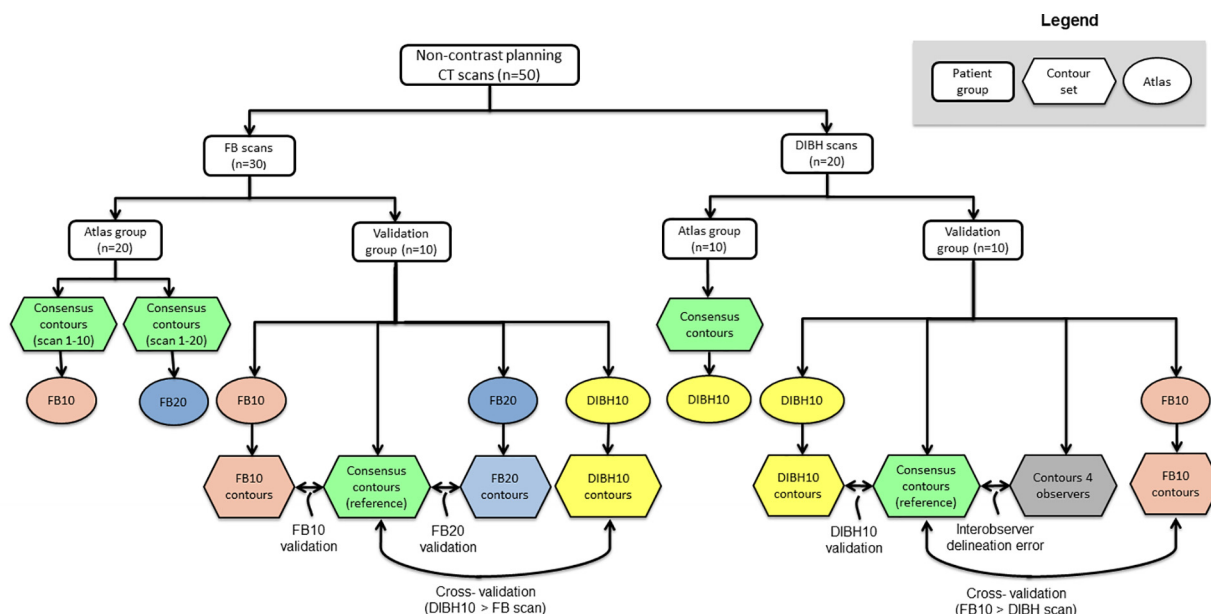 Legend
Patient
group
Contour
set
Atlas
Non-contrast planning
CT scans (n=50)
FB scans
(n=30)
DIBH scans
(n=20)
Atlas group
(n=20)
Validation
group (n=10)
Atlas group
(n=10)
Validation
group (n=10)
Consensus
contours
(scan 1-10)
Consensus
contours
(scan 1-20)
Consensus
contours
FB10
FB20
FB10
FB20
DIBH10
DIBH10
DIBH10
FB10
FB10
contours
Consensus
contours
(reference)
FB20
contours
DIBH10
contours
DIBH10
contours
Consensus
contours
(reference)
Contours 4
observers
FB10
contours
FB10
validation
FB20
validation
DIBH10
validation
Interobserver
delineation error
Cross- validation
(DIBH10 > FB scan)
Cross- validation
(FB10 > DIBH scan)